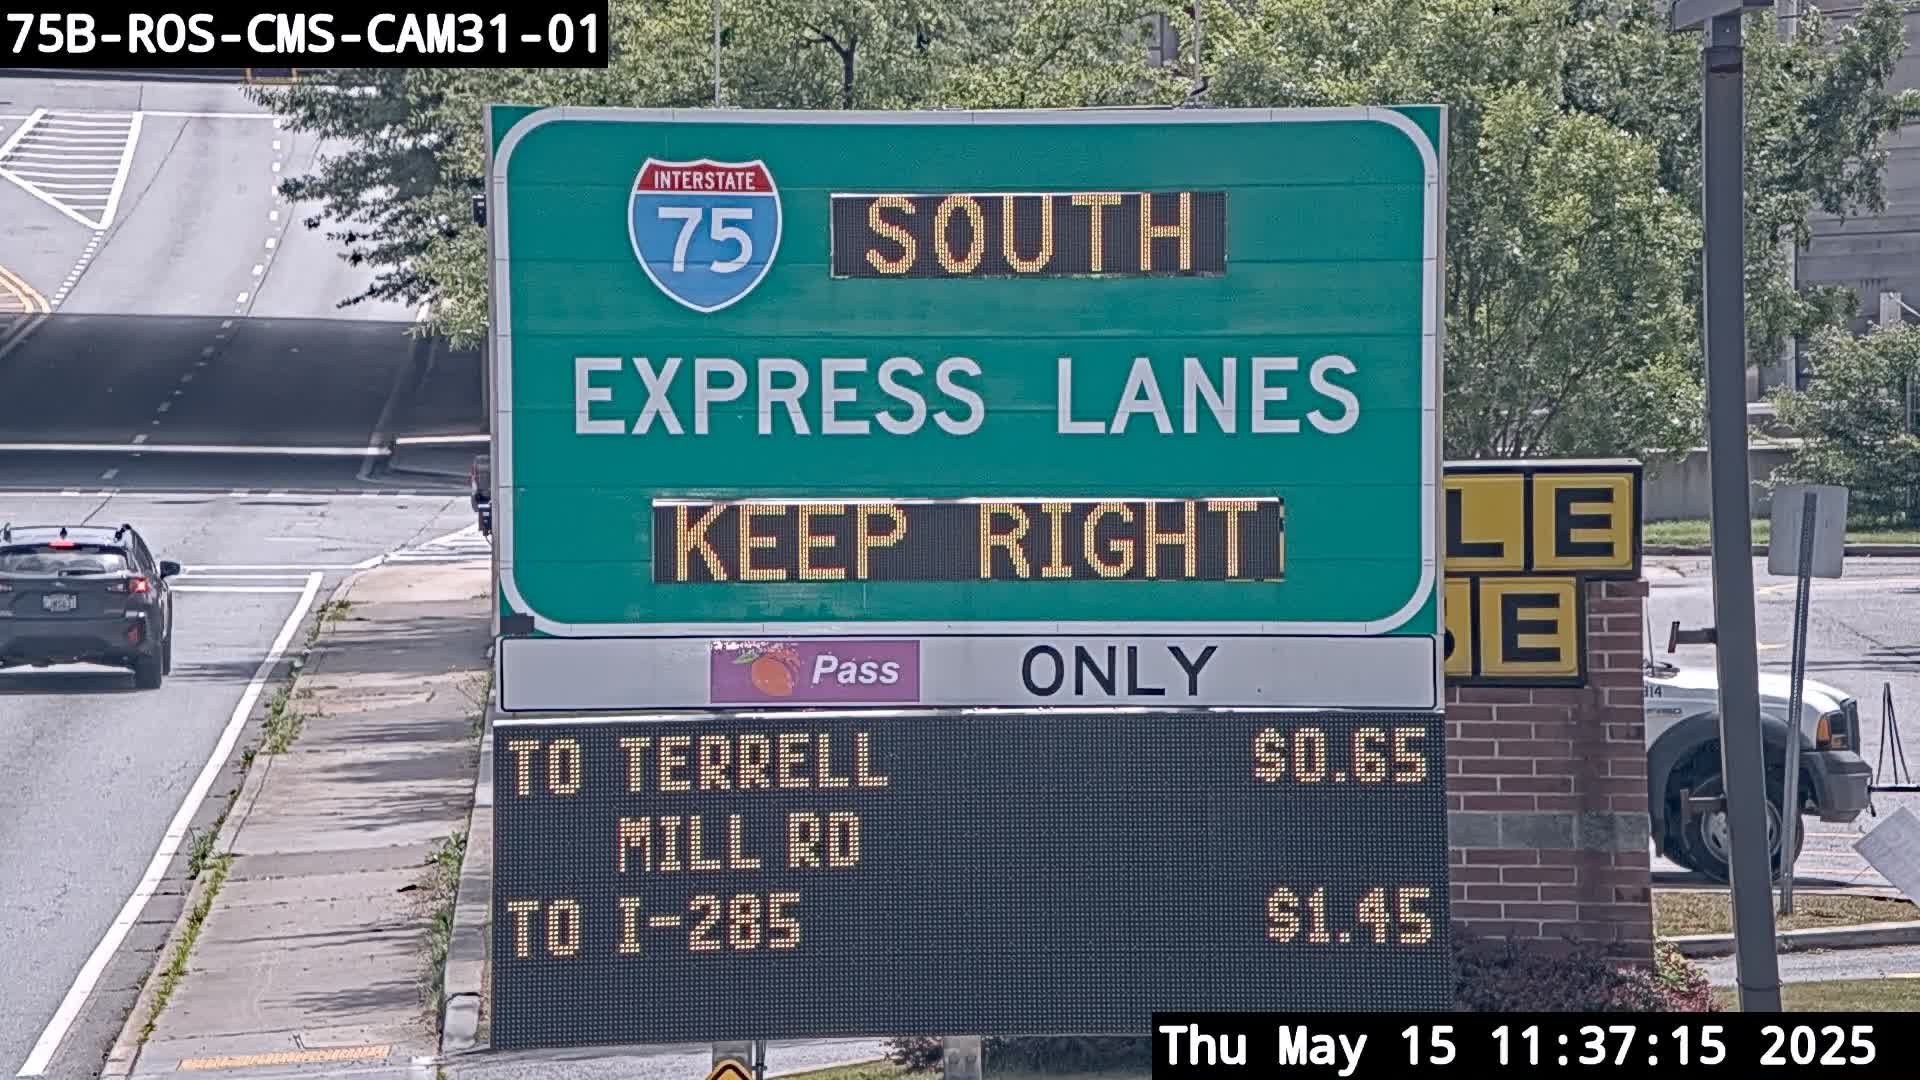 75B-ROS-CMS-CAM31-01
INTERSTATE
75
SOUTH
EXPRESS LANES
KEEP RIGHT
Pass ONLY
TO TERRELL $0.65
MILL RD
TO I-285 $1.45
LE
E
Thu May 15 11:37:15 2025